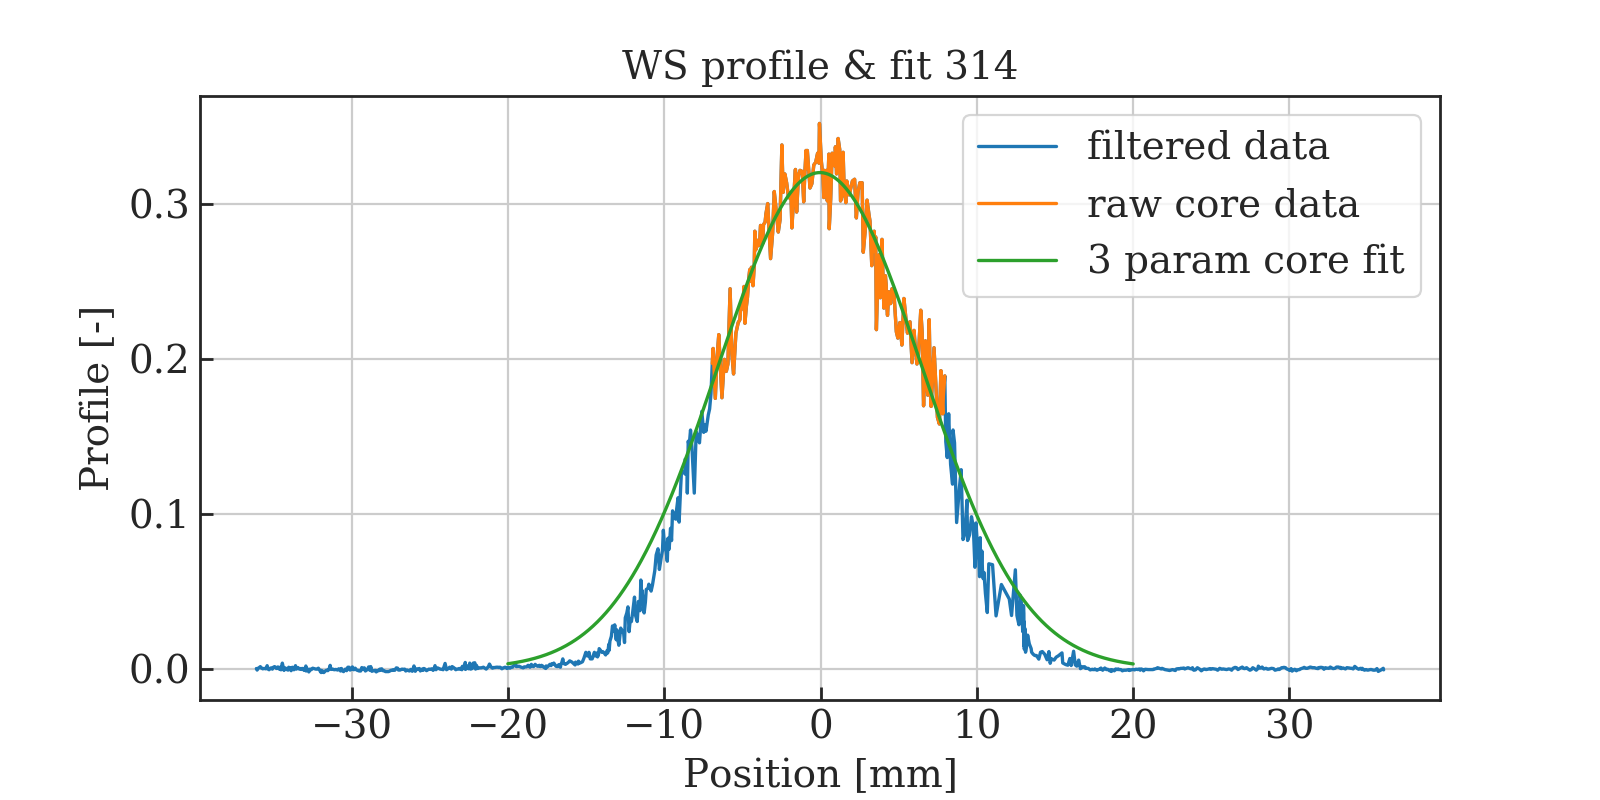 WS profile & fit 314
filtered data
raw core data
3 param core fit
Profile [-]
0.3
0.2
0.1
0.0
−30 −20 −10 0 10 20 30
Position [mm]